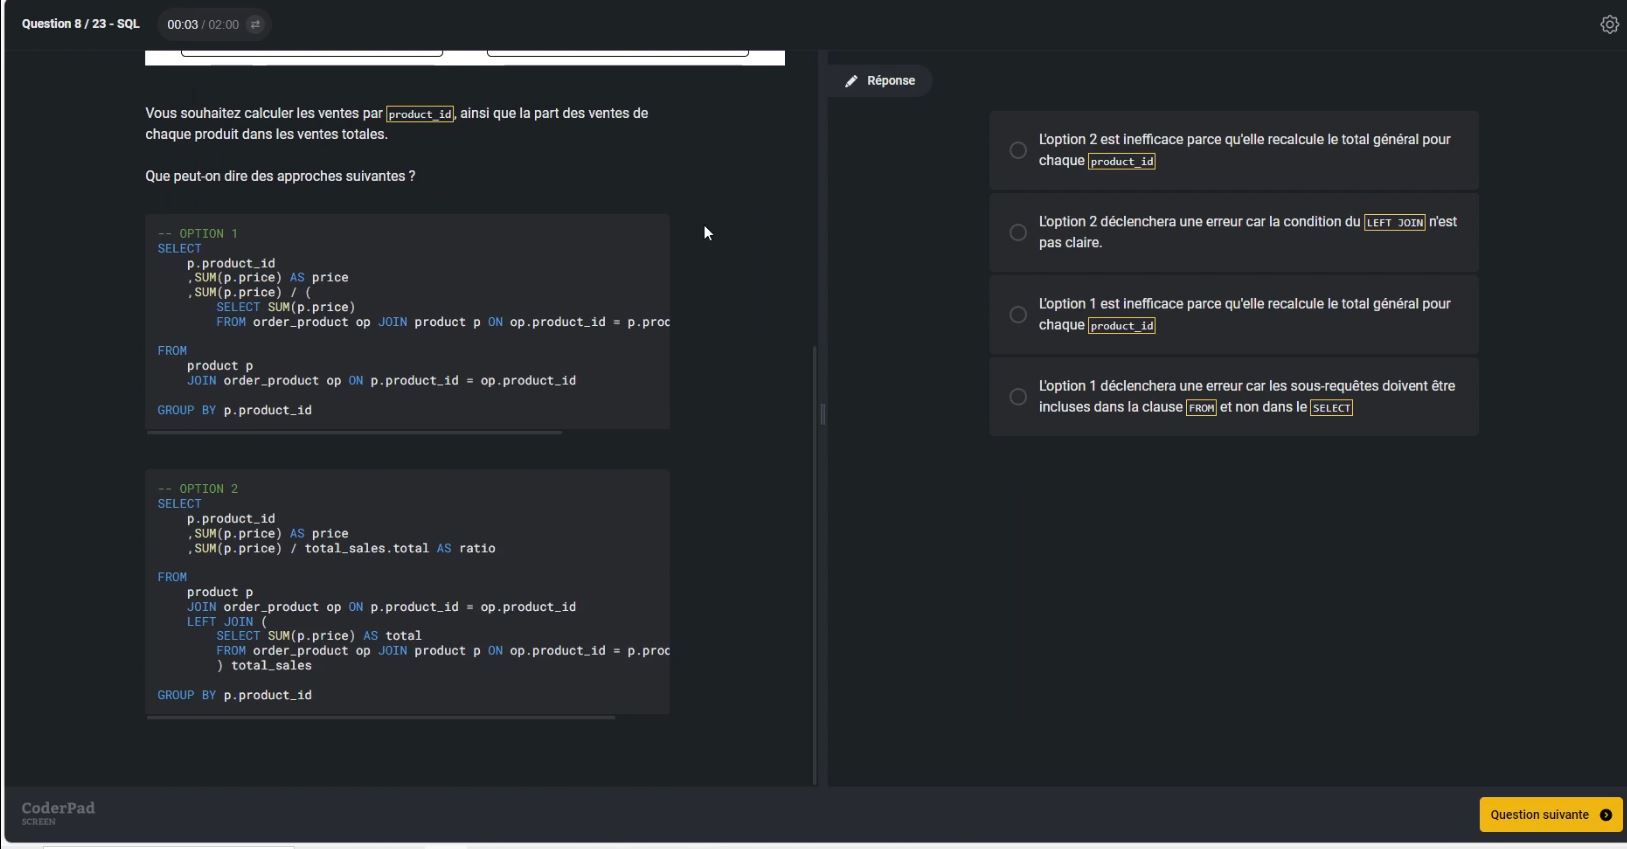 Question 8 / 23 - SQL
00:03 / 02:00
Vous souhaitez calculer les ventes par product_id, ainsi que la part des ventes de
chaque produit dans les ventes totales.
Que peut-on dire des approches suivantes ?
-- OPTION 1
SELECT
p.product_id
,SUM(p.price) AS price
,SUM(p.price) / (
SELECT SUM(p.price)
FROM order_product op JOIN product p ON op.product_id = p.proc
FROM
product p
JOIN order_product op ON p.product_id = op.product_id
GROUP BY p.product_id
-- OPTION 2
SELECT
p.product_id
,SUM(p.price) AS price
,SUM(p.price) / total_sales.total AS ratio
FROM
product p
JOIN order_product op ON p.product_id = op.product_id
LEFT JOIN (
SELECT SUM(p.price) AS total
FROM order_product op JOIN product p ON op.product_id = p.proc
) total_sales
GROUP BY p.product_id
Réponse
L'option 2 est inefficace parce qu'elle recalcule le total général pour
chaque product_id
L'option 2 déclenchera une erreur car la condition du LEFT JOIN n'est
pas claire.
L'option 1 est inefficace parce qu'elle recalcule le total général pour
chaque product_id
L'option 1 déclenchera une erreur car les sous-requêtes doivent être
incluses dans la clause FROM et non dans le SELECT
CoderPad
SCREEN
Question suivante